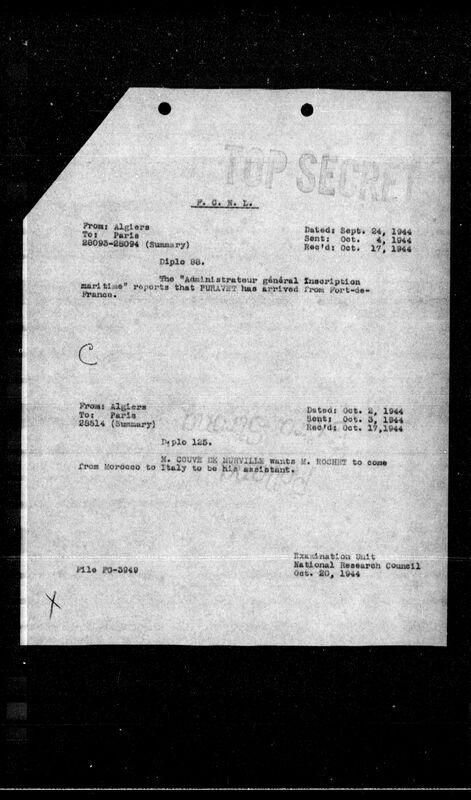 TOP SECRET
F. C. N. L.
From: Algiers
To: Paris
28093-28094 (Summary)
Dated: Sept. 24, 1944
Sent: Oct. 4, 1944
Rec'd: Oct. 17, 1944
Diplo 88.
The "Administrateur général Inscription
maritime" reports that PURAVET has arrived from Fort-de-
France.
C
From: Algiers
To: Paris
28514 (Summary)
Dated: Oct. 2, 1944
Sent: Oct. 3, 1944
Rec'd: Oct. 17,1944
Diplo 125.
M. COUVE DE MURVILLE wants M. ROCHET to come
from Morocco to Italy to be his assistant.
File FG-3949
Examination Unit
National Research Council
Oct. 20, 1944
X